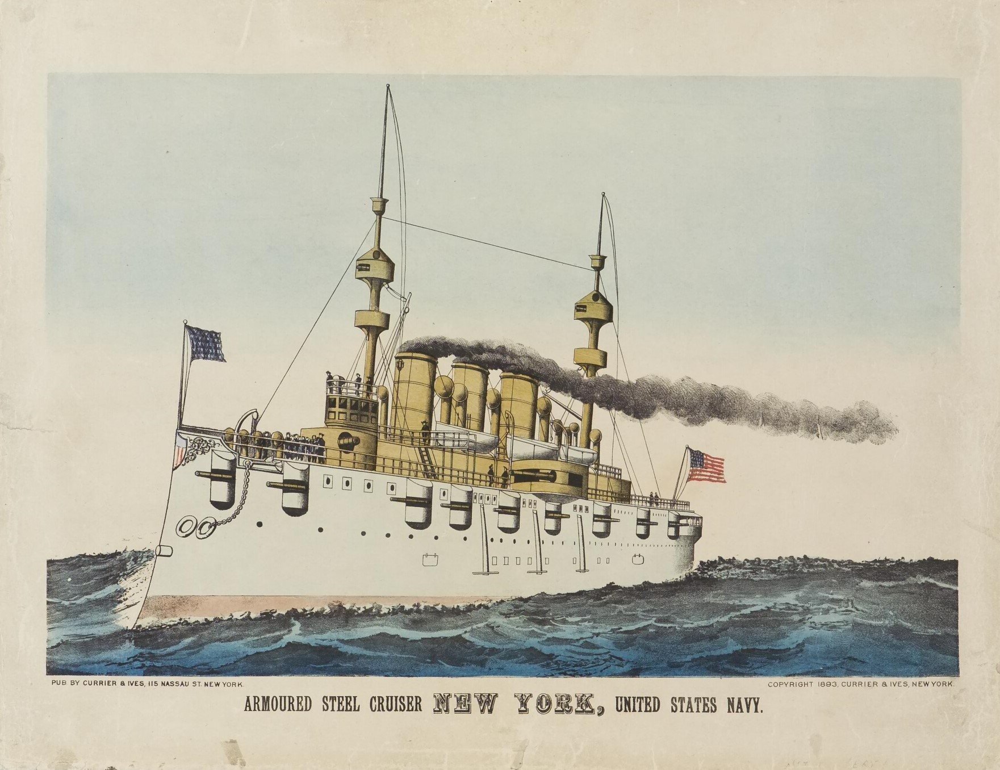 PUB BY CURRIER & IVES, 115 NASSAU ST. NEW YORK.
COPYRIGHT 1893, CURRIER & IVES, NEW YORK.
ARMOURED STEEL CRUISER NEW YORK, UNITED STATES NAVY.